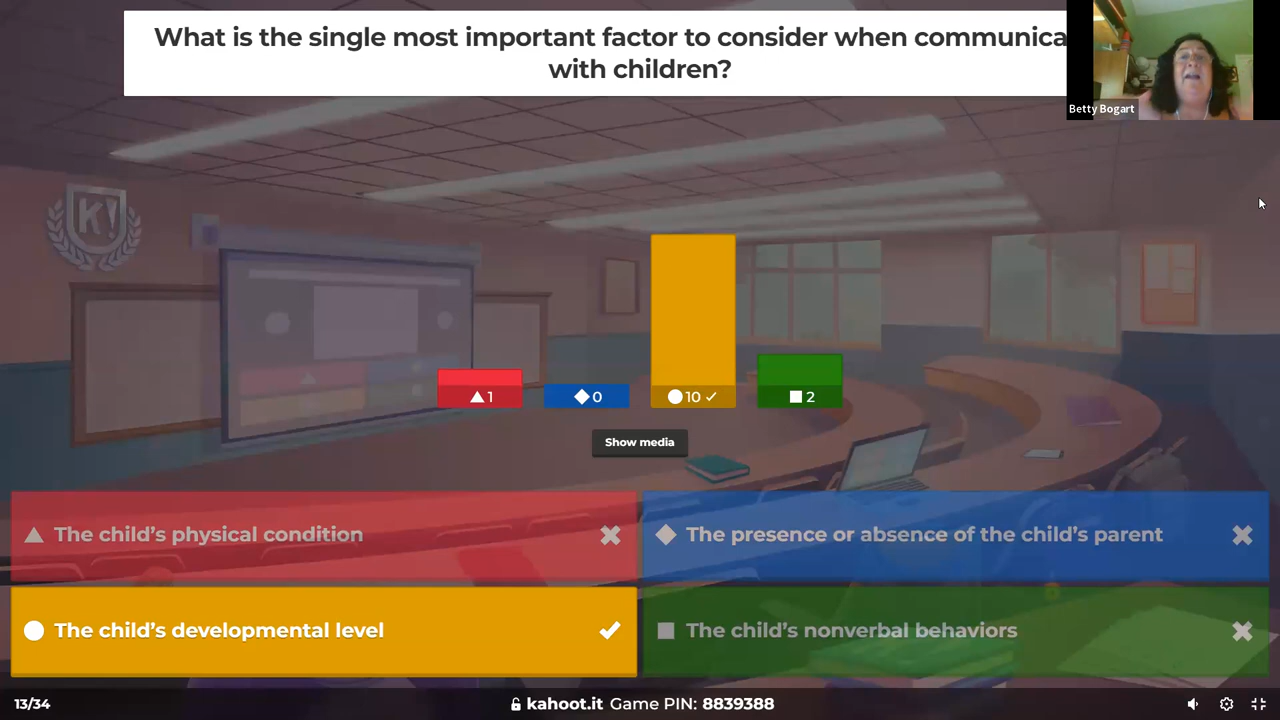 What is the single most important factor to consider when communica
with children?
Betty Bogart
K!
1
0
10
2
Show media
The child's physical condition
The presence or absence of the child's parent
The child's developmental level
The child's nonverbal behaviors
13/34
kahoot.it Game PIN: 8839388